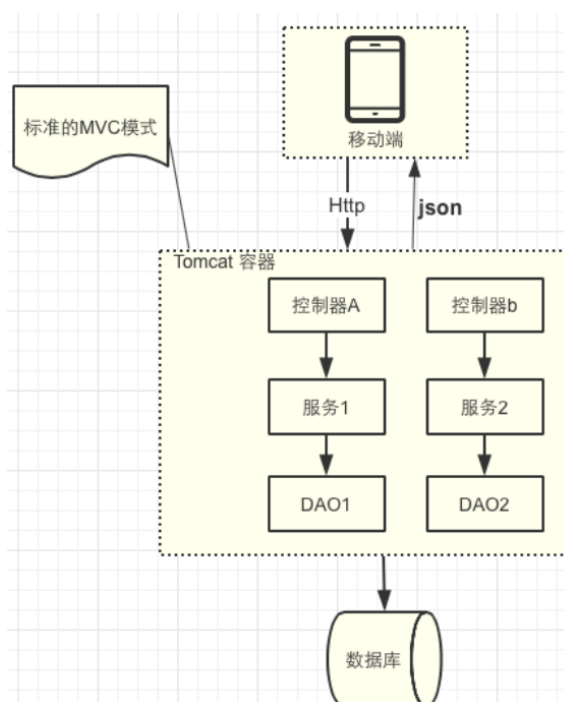 标准的MVC模式
移动端
Http
json
Tomcat 容器
控制器A
控制器b
服务1
服务2
DAO1
DAO2
数据库